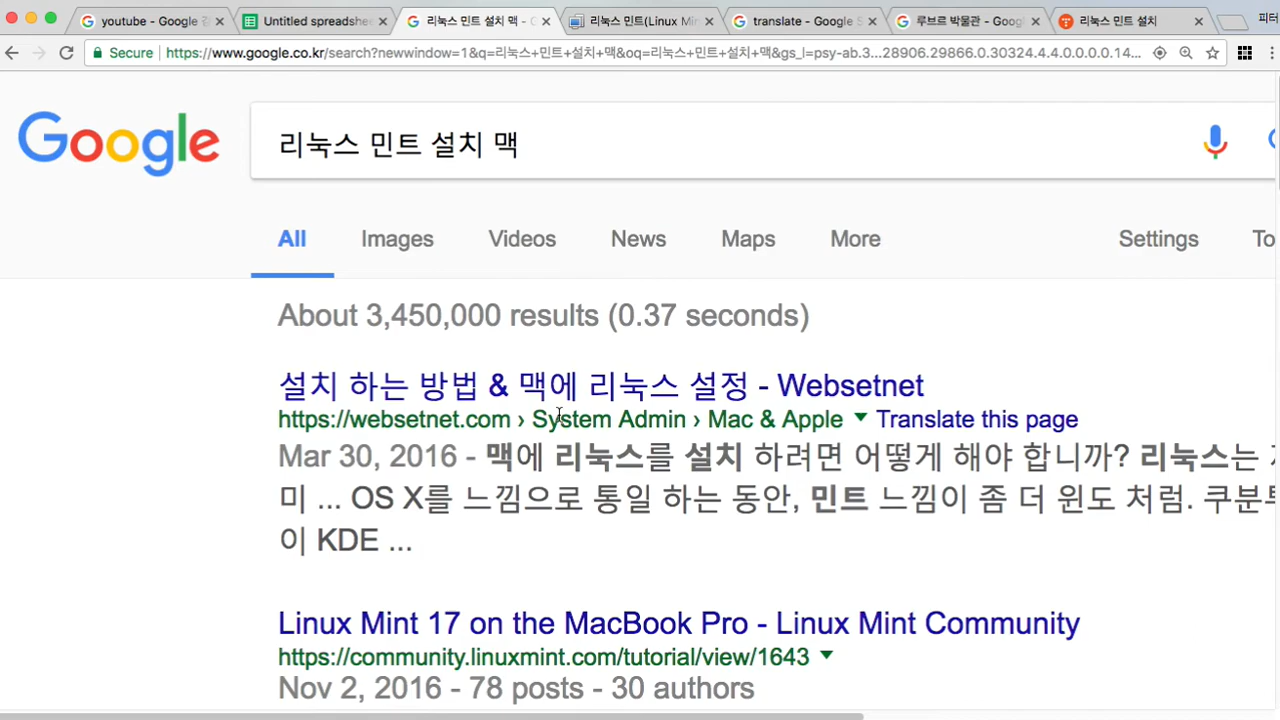 youtube - Google 김
Untitled spreadshee
리눅스 민트 설치 맥 - G
리눅스 민트(Linux Min
translate - Google S
루브르 박물관 - Googl
리눅스 민트 설치
피터
Secure https://www.google.co.kr/search?newwindow=1&q=리눅스+민트+설치+맥&oq=리눅스+민트+설치+맥&gs_l=psy-ab.3...28906.29866.0.30324.4.4.0.0.0.0.114...
Google
리눅스 민트 설치 맥
All Images Videos News Maps More Settings To
About 3,450,000 results (0.37 seconds)
설치 하는 방법 & 맥에 리눅스 설정 - Websetnet
https://websetnet.com › System Admin › Mac & Apple ▼ Translate this page
Mar 30, 2016 - 맥에 리눅스를 설치 하려면 어떻게 해야 합니까? 리눅스는
미 ... OS X를 느낌으로 통일 하는 동안, 민트 느낌이 좀 더 윈도 처럼. 쿠분투
이 KDE ...
Linux Mint 17 on the MacBook Pro - Linux Mint Community
https://community.linuxmint.com/tutorial/view/1643 ▼
Nov 2, 2016 - 78 posts - 30 authors